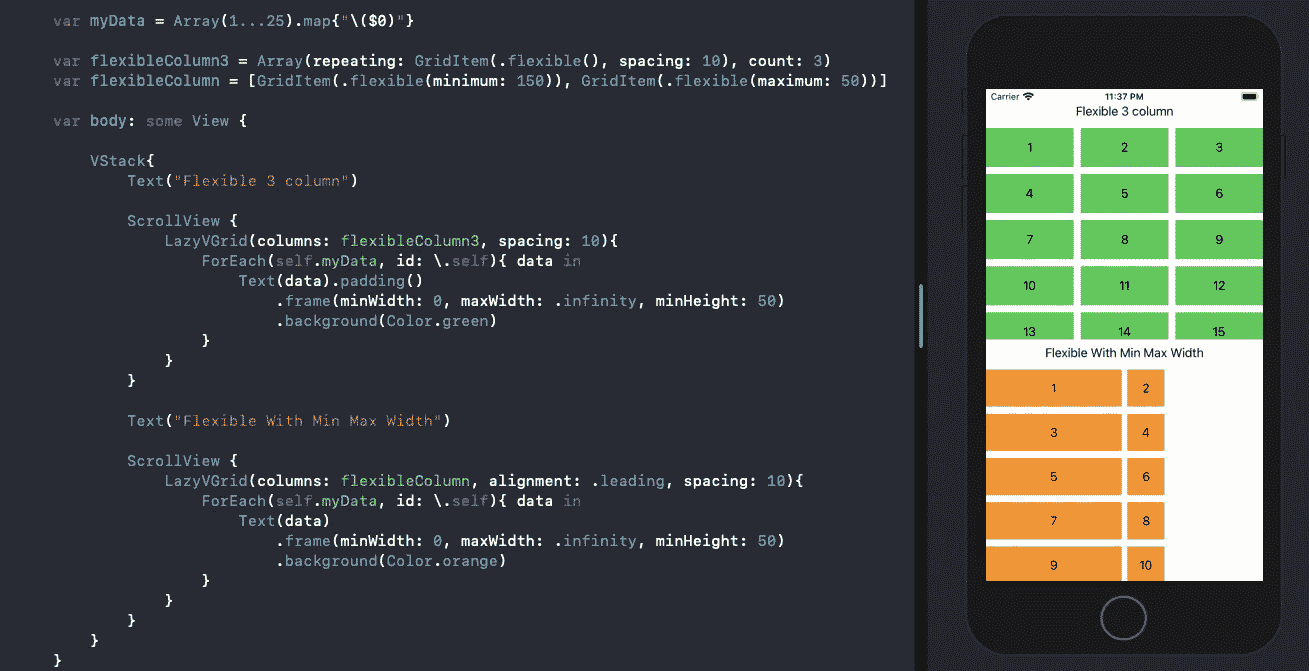 var myData = Array(1...25).map{"\($0)"}
var flexibleColumn3 = Array(repeating: GridItem(.flexible(), spacing: 10), count: 3)
var flexibleColumn = [GridItem(.flexible(minimum: 150)), GridItem(.flexible(maximum: 50))]
var body: some View {
VStack{
Text("Flexible 3 column")
ScrollView {
LazyVGrid(columns: flexibleColumn3, spacing: 10){
ForEach(self.myData, id: \.self){ data in
Text(data).padding()
.frame(minWidth: 0, maxWidth: .infinity, minHeight: 50)
.background(Color.green)
}
}
}
Text("Flexible With Min Max Width")
ScrollView {
LazyVGrid(columns: flexibleColumn, alignment: .leading, spacing: 10){
ForEach(self.myData, id: \.self){ data in
Text(data)
.frame(minWidth: 0, maxWidth: .infinity, minHeight: 50)
.background(Color.orange)
}
}
}
}
}
Carrier 11:37 PM
Flexible 3 column
1 2 3
4 5 6
7 8 9
10 11 12
13 14 15
Flexible With Min Max Width
1 2
3 4
5 6
7 8
9 10